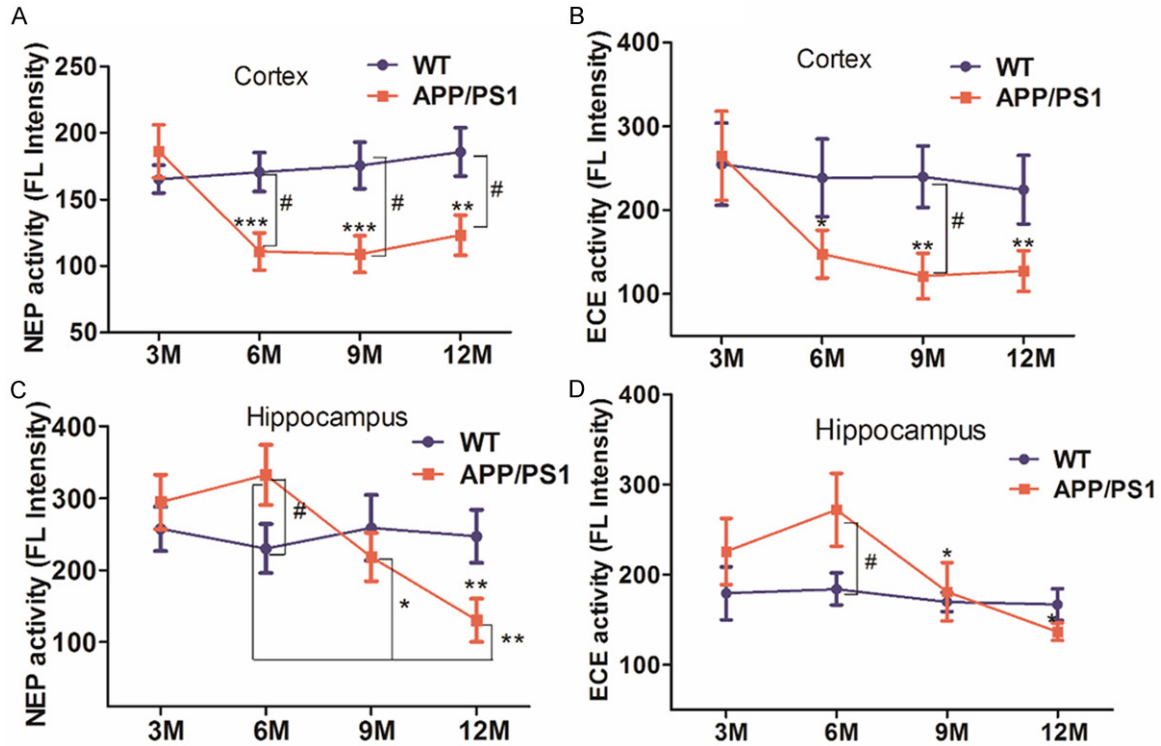 A
NEP activity (FL Intensity)
Cortex
WT
APP/PS1
250
200
150
100
50
***
#
***
#
**
#
3M 6M 9M 12M
B
ECE activity (FL Intensity)
Cortex
WT
APP/PS1
400
300
200
100
*
**
#
**
3M 6M 9M 12M
C
NEP activity (FL Intensity)
Hippocampus
WT
APP/PS1
400
300
200
100
#
*
**
**
3M 6M 9M 12M
D
ECE activity (FL Intensity)
Hippocampus
WT
APP/PS1
400
300
200
100
#
*
*
3M 6M 9M 12M